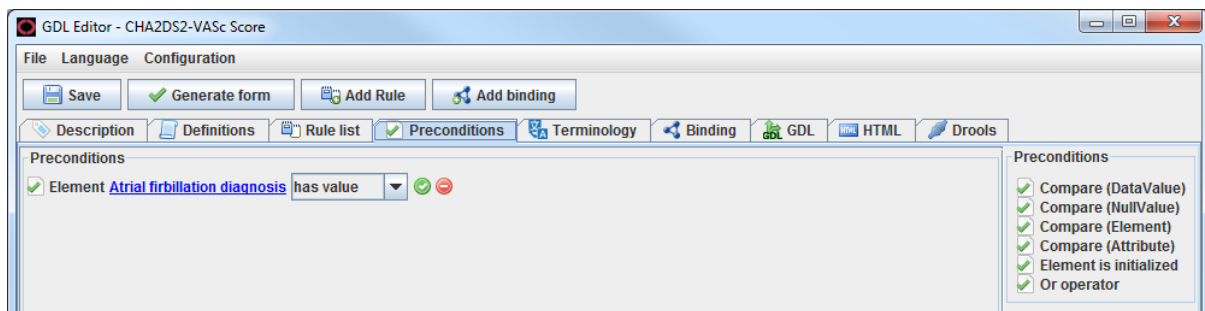 GDL Editor - CHA2DS2-VASc Score
File Language Configuration
Save Generate form Add Rule Add binding
Description Definitions Rule list Preconditions Terminology Binding GDL HTML Drools
Preconditions
Element Atrial firbillation diagnosis has value
Preconditions
Compare (DataValue)
Compare (NullValue)
Compare (Element)
Compare (Attribute)
Element is initialized
Or operator